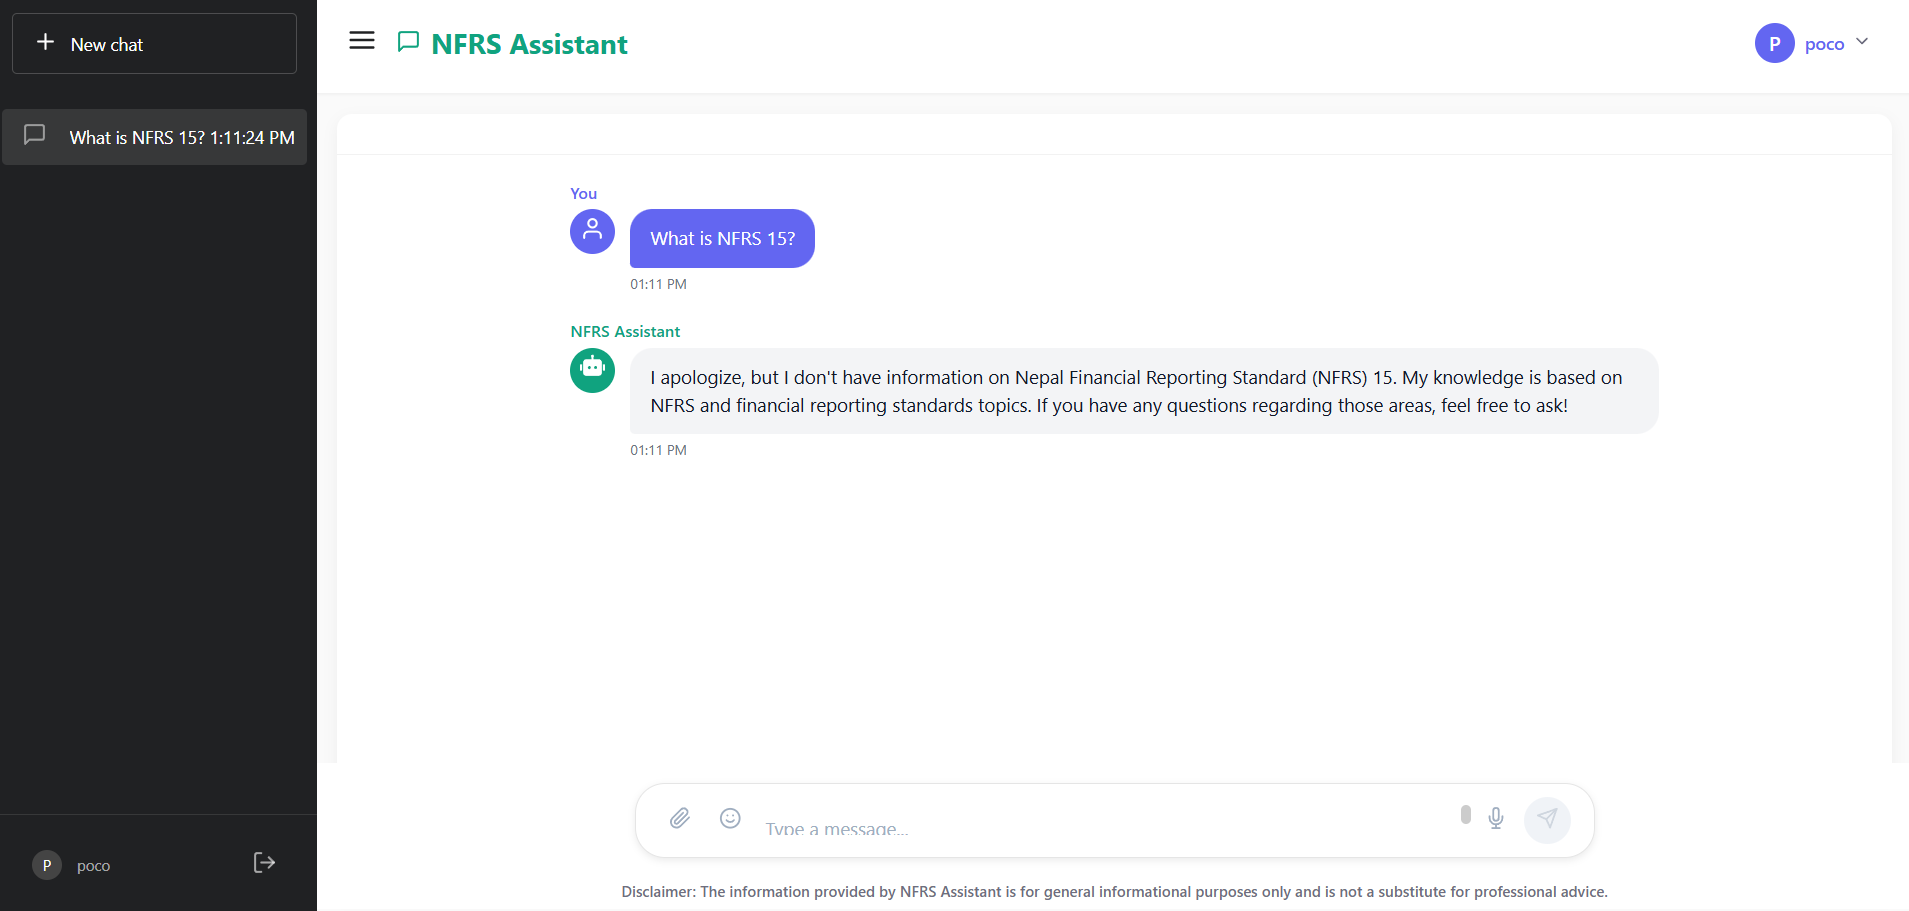 New chat
What is NFRS 15? 1:11:24 PM
P
poco
NFRS Assistant
P
poco
You
What is NFRS 15?
01:11 PM
NFRS Assistant
I apologize, but I don't have information on Nepal Financial Reporting Standard (NFRS) 15. My knowledge is based on
NFRS and financial reporting standards topics. If you have any questions regarding those areas, feel free to ask!
01:11 PM
Type a message...
Disclaimer: The information provided by NFRS Assistant is for general informational purposes only and is not a substitute for professional advice.